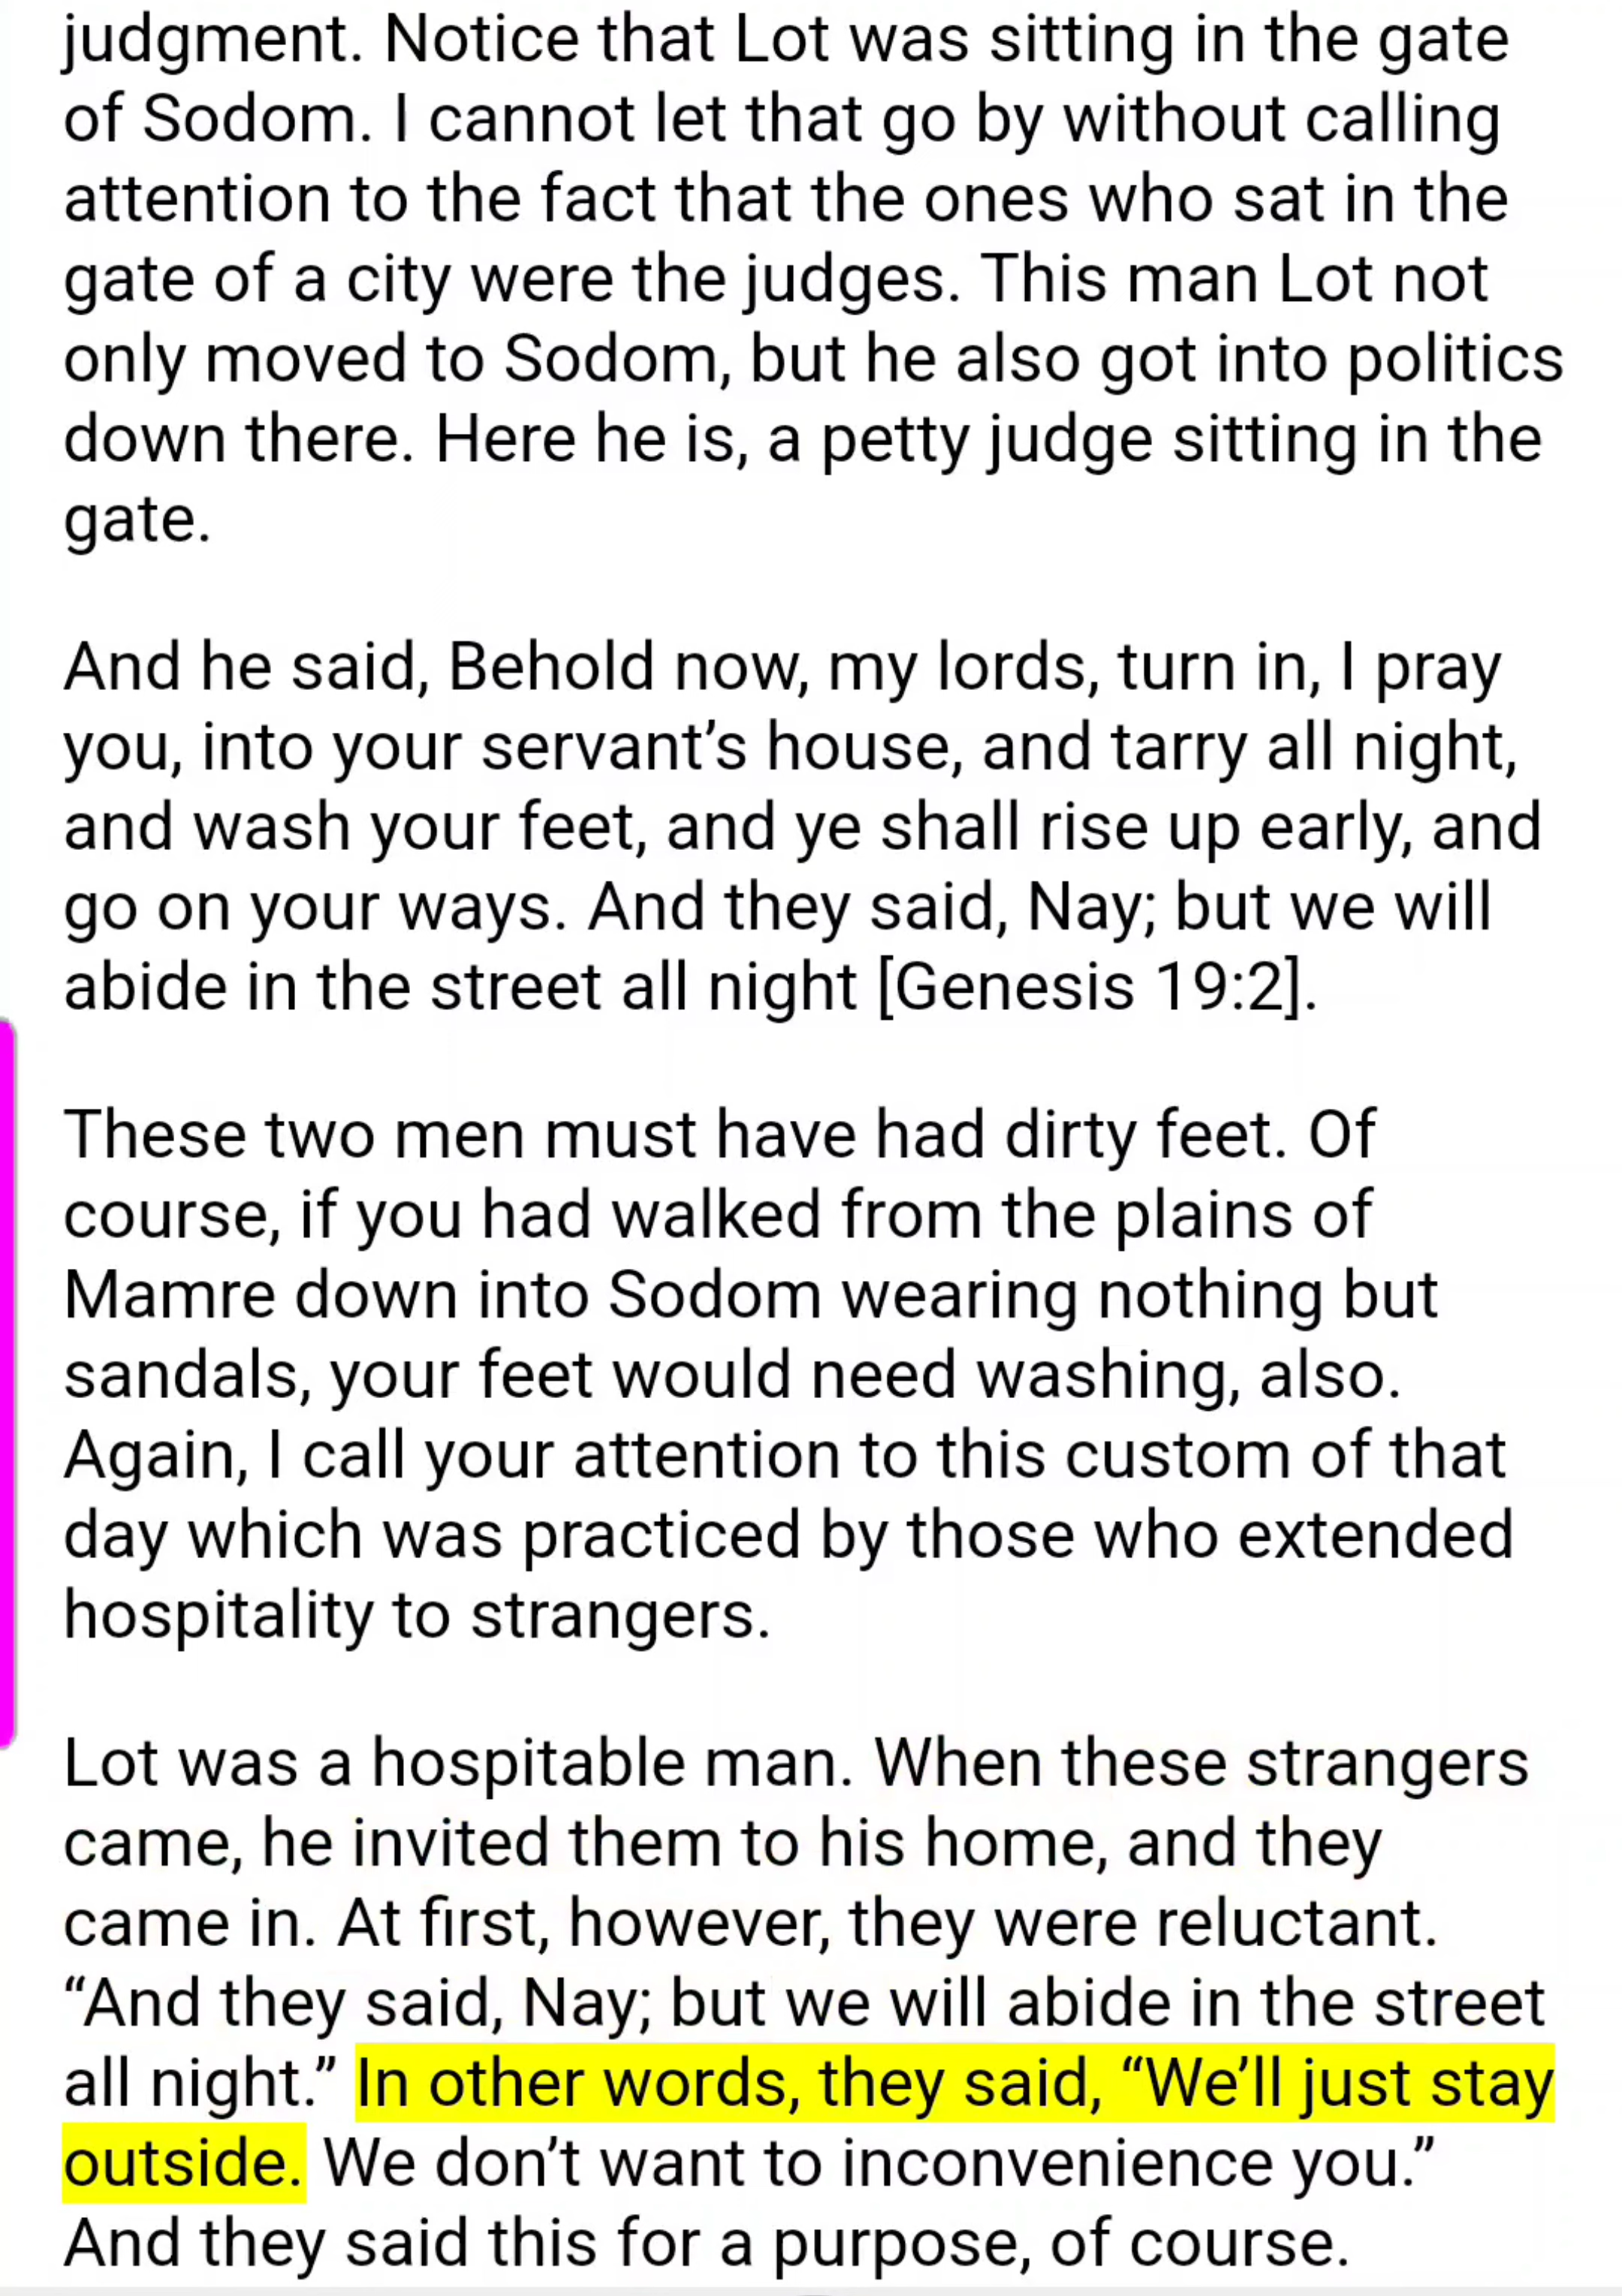 judgment. Notice that Lot was sitting in the gate
of Sodom. I cannot let that go by without calling
attention to the fact that the ones who sat in the
gate of a city were the judges. This man Lot not
only moved to Sodom, but he also got into politics
down there. Here he is, a petty judge sitting in the
gate.
And he said, Behold now, my lords, turn in, I pray
you, into your servant’s house, and tarry all night,
and wash your feet, and ye shall rise up early, and
go on your ways. And they said, Nay; but we will
abide in the street all night [Genesis 19:2].
These two men must have had dirty feet. Of
course, if you had walked from the plains of
Mamre down into Sodom wearing nothing but
sandals, your feet would need washing, also.
Again, I call your attention to this custom of that
day which was practiced by those who extended
hospitality to strangers.
Lot was a hospitable man. When these strangers
came, he invited them to his home, and they
came in. At first, however, they were reluctant.
“And they said, Nay; but we will abide in the street
all night.” In other words, they said, “We’ll just stay
outside. We don’t want to inconvenience you.”
And they said this for a purpose, of course.